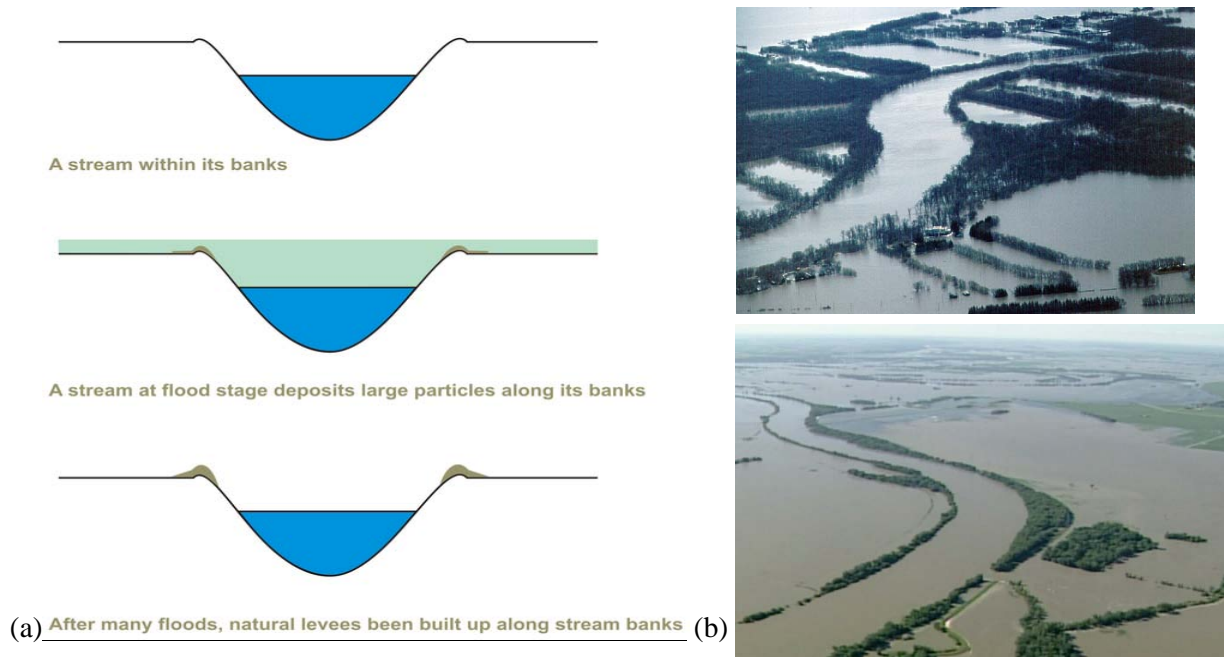 A stream within its banks
A stream at flood stage deposits large particles along its banks
(a) After many floods, natural levees been built up along stream banks (b)